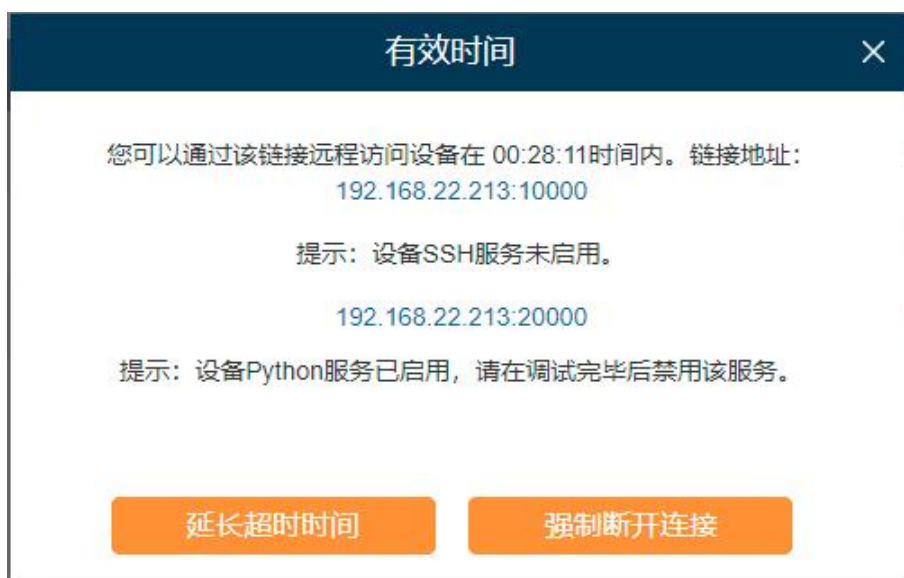 有效时间
您可以通过该链接远程访问设备在 00:28:11时间内。链接地址：
192.168.22.213:10000
提示：设备SSH服务未启用。
192.168.22.213:20000
提示：设备Python服务已启用，请在调试完毕后禁用该服务。
延长超时时间
强制断开连接